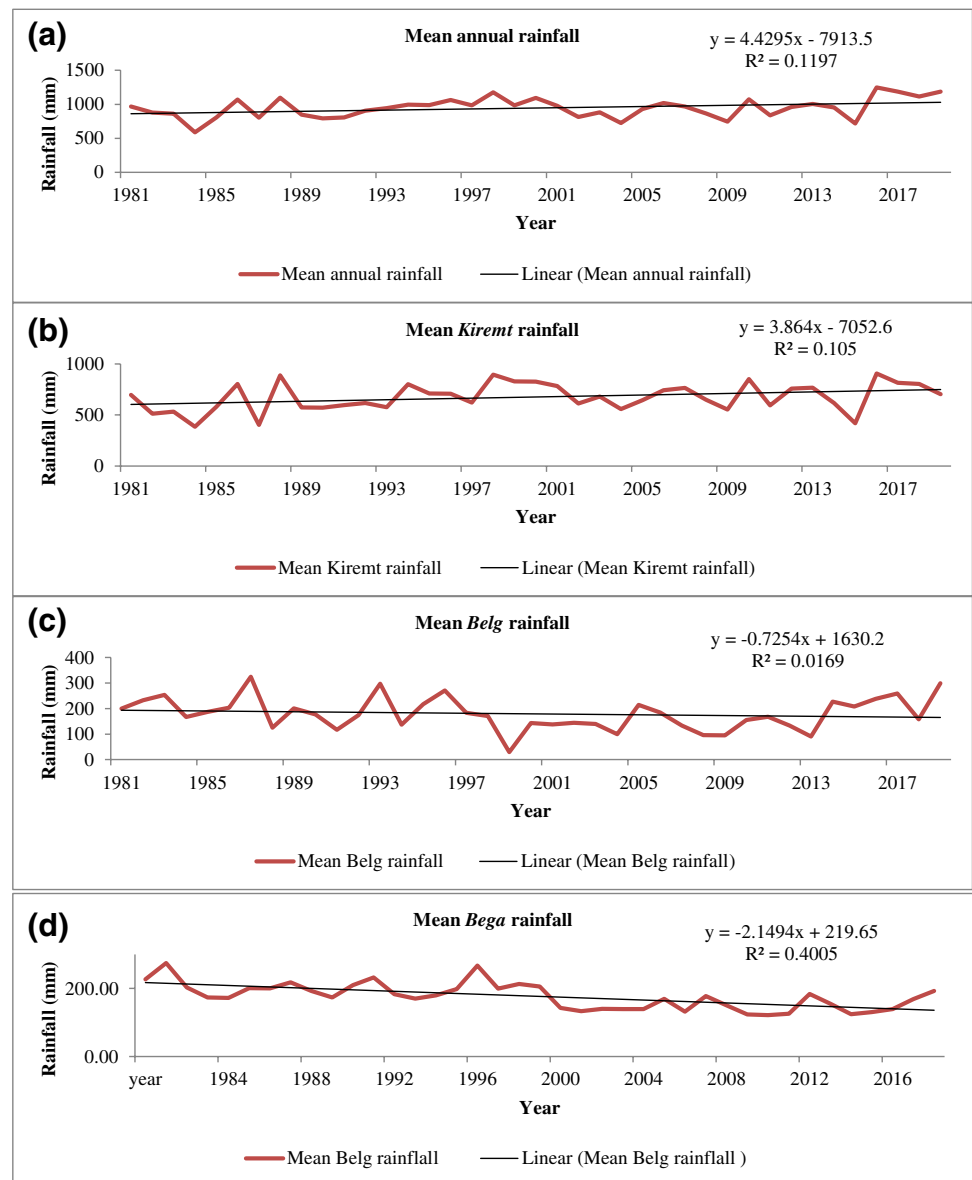 (a)
Mean annual rainfall
y = 4.4295x - 7913.5
R² = 0.1197
Rainfall (mm)
1500
1000
500
0
1981 1985 1989 1993 1997 2001 2005 2009 2013 2017
Year
Mean annual rainfall Linear (Mean annual rainfall)
(b)
Mean Kiremt rainfall
y = 3.864x - 7052.6
R² = 0.105
Rainfall (mm)
1000
500
0
1981 1985 1989 1993 1997 2001 2005 2009 2013 2017
Year
Mean Kiremt rainfall Linear (Mean Kiremt rainfall)
(c)
Mean Belg rainfall
y = -0.7254x + 1630.2
R² = 0.0169
Rainfall (mm)
400
300
200
100
0
1981 1985 1989 1993 1997 2001 2005 2009 2013 2017
Year
Mean Belg rainfall Linear (Mean Belg rainfall)
(d)
Mean Bega rainfall
y = -2.1494x + 219.65
R² = 0.4005
Rainfall (mm)
200.00
0.00
year 1984 1988 1992 1996 2000 2004 2008 2012 2016
Year
Mean Belg rainflall Linear (Mean Belg rainflall )